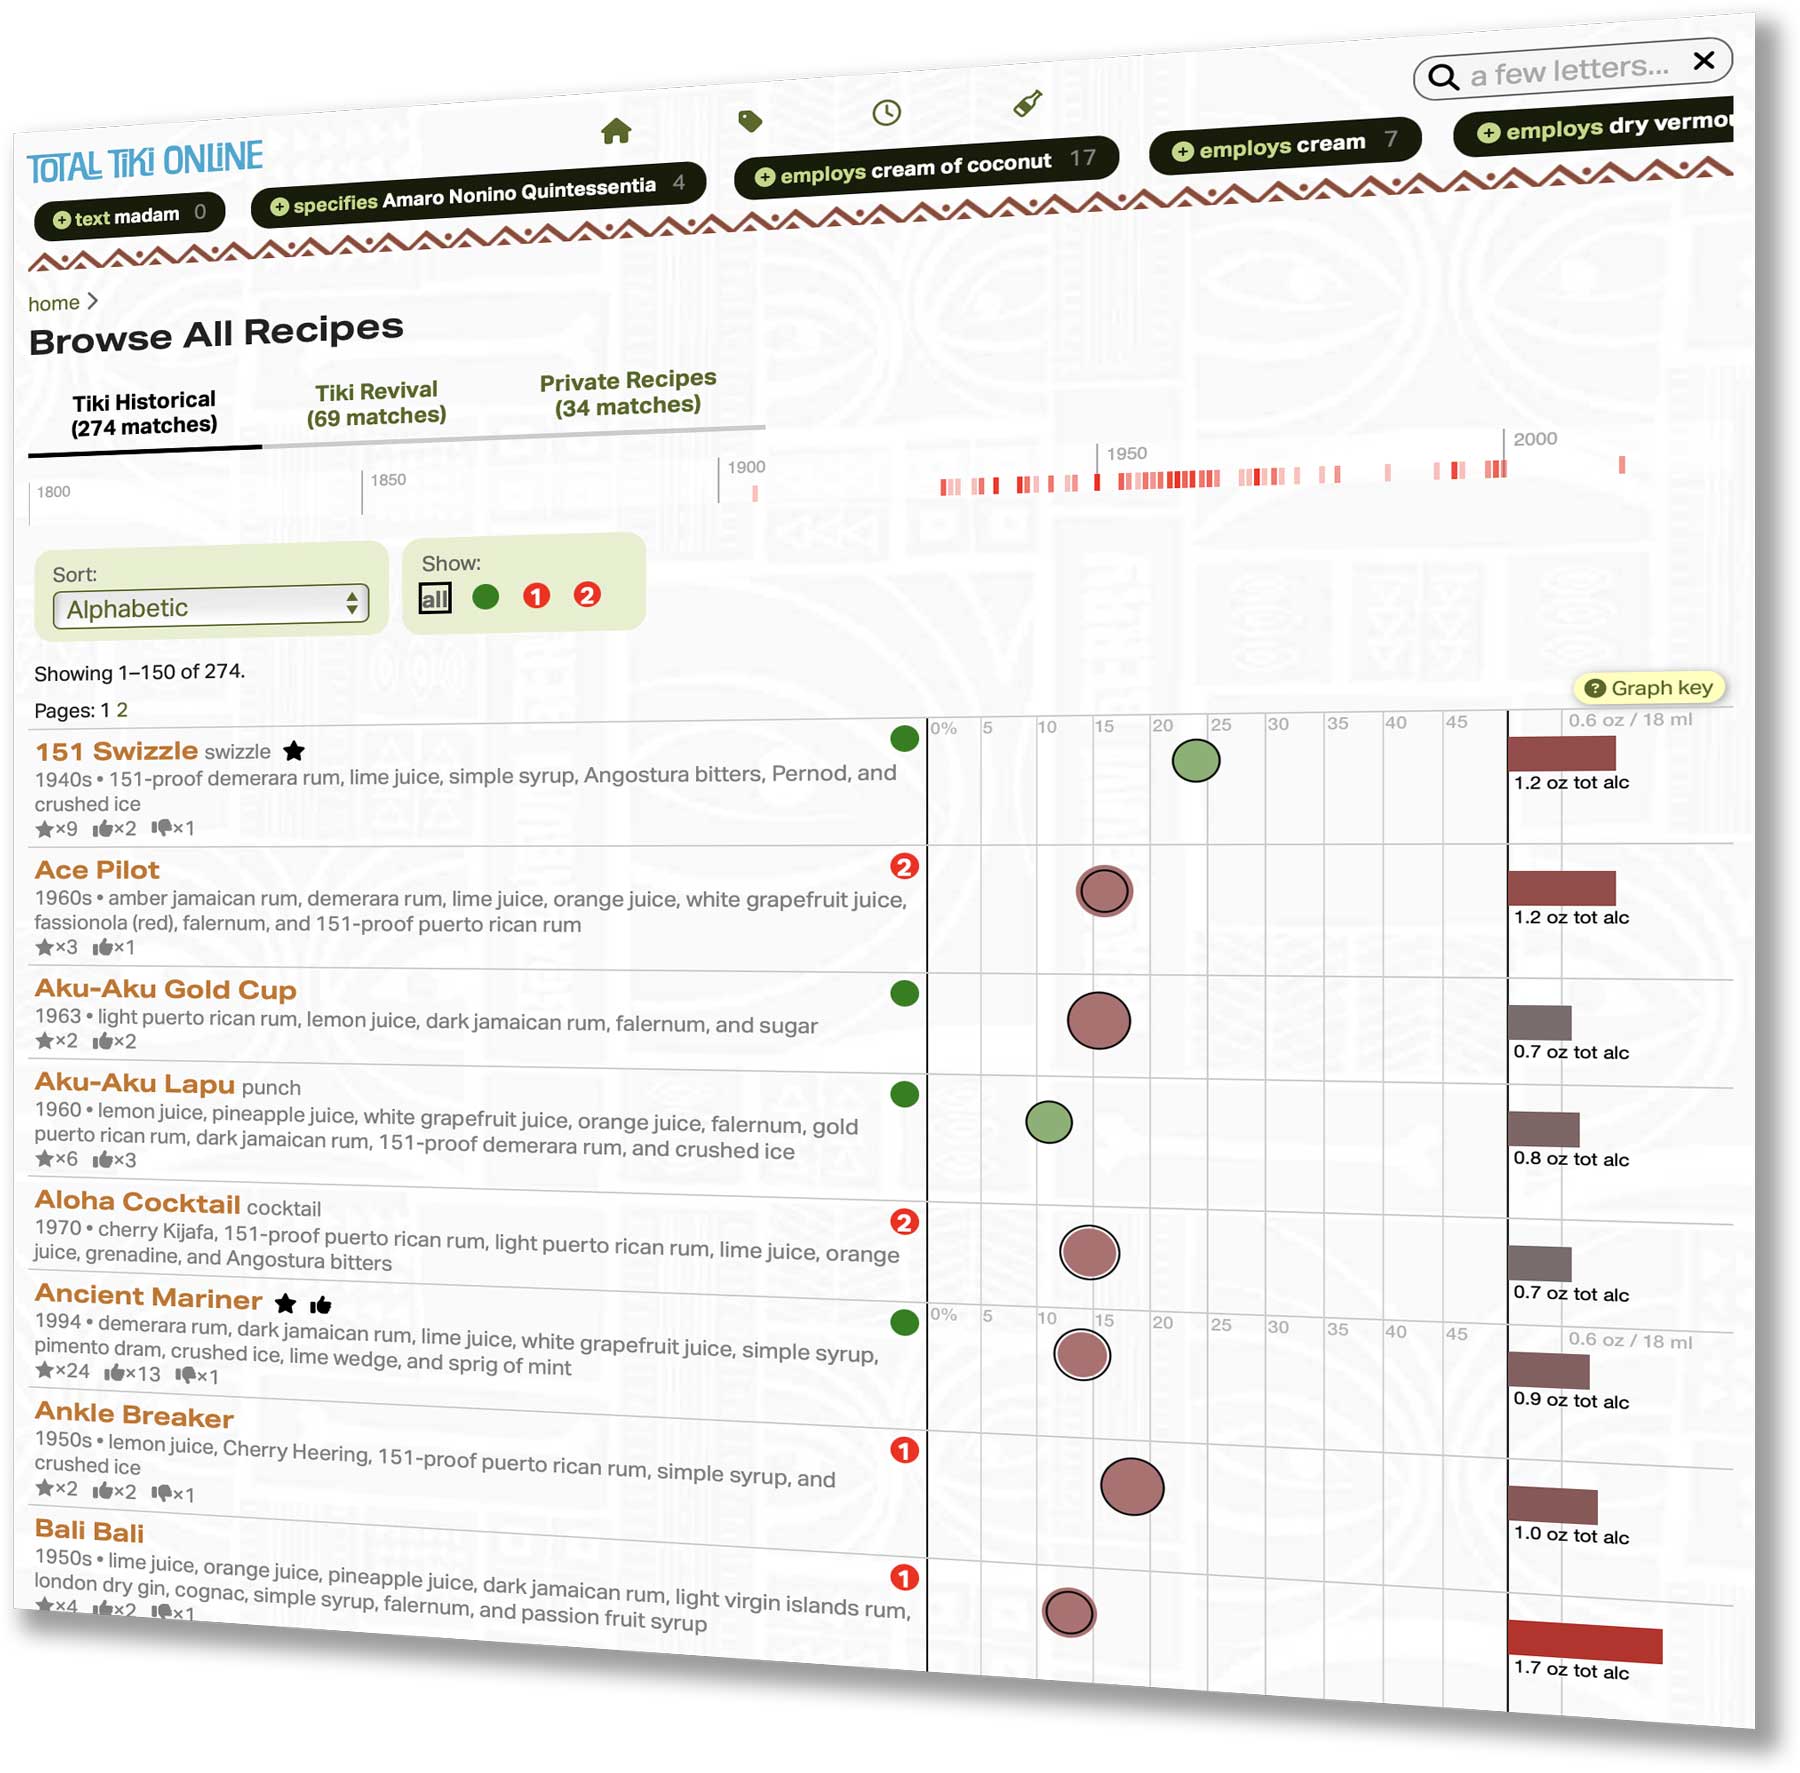 a few letters...
TOTAL TiKi ONLiNE
text madam 0
specifies Amaro Nonino Quintessentia 4
employs cream of coconut 17
employs cream 7
employs dry vermou
home >
Browse All Recipes
Tiki Historical
(274 matches)
Tiki Revival
(69 matches)
Private Recipes
(34 matches)
1800
1850
1900
1950
2000
Sort:
Alphabetic
Show:
all 1 2
Showing 1–150 of 274.
Graph key
Pages: 1 2
0% 5 10 15 20 25 30 35 40 45 0.6 oz / 18 ml
151 Swizzle swizzle
1940s • 151-proof demerara rum, lime juice, simple syrup, Angostura bitters, Pernod, and
crushed ice
×9 ×2 ×1
1.2 oz tot alc
Ace Pilot
2
1960s • amber jamaican rum, demerara rum, lime juice, orange juice, white grapefruit juice,
fassionola (red), falernum, and 151-proof puerto rican rum
×3 ×1
1.2 oz tot alc
Aku-Aku Gold Cup
1963 • light puerto rican rum, lemon juice, dark jamaican rum, falernum, and sugar
×2 ×2
0.7 oz tot alc
Aku-Aku Lapu punch
1960 • lemon juice, pineapple juice, white grapefruit juice, orange juice, falernum, gold
puerto rican rum, dark jamaican rum, 151-proof demerara rum, and crushed ice
×6 ×3
0.8 oz tot alc
Aloha Cocktail cocktail
2
1970 • cherry Kijafa, 151-proof puerto rican rum, light puerto rican rum, lime juice, orange
juice, grenadine, and Angostura bitters
0.7 oz tot alc
0% 5 10 15 20 25 30 35 40 45 0.6 oz / 18 ml
Ancient Mariner
1994 • demerara rum, dark jamaican rum, lime juice, white grapefruit juice, simple syrup,
pimento dram, crushed ice, lime wedge, and sprig of mint
×24 ×13 ×1
0.9 oz tot alc
Ankle Breaker
1
1950s • lemon juice, Cherry Heering, 151-proof puerto rican rum, simple syrup, and
crushed ice
×2 ×2 ×1
1.0 oz tot alc
Bali Bali
1
1950s • lime juice, orange juice, pineapple juice, dark jamaican rum, light virgin islands rum,
london dry gin, cognac, simple syrup, falernum, and passion fruit syrup
×4 ×2 ×1
1.7 oz tot alc